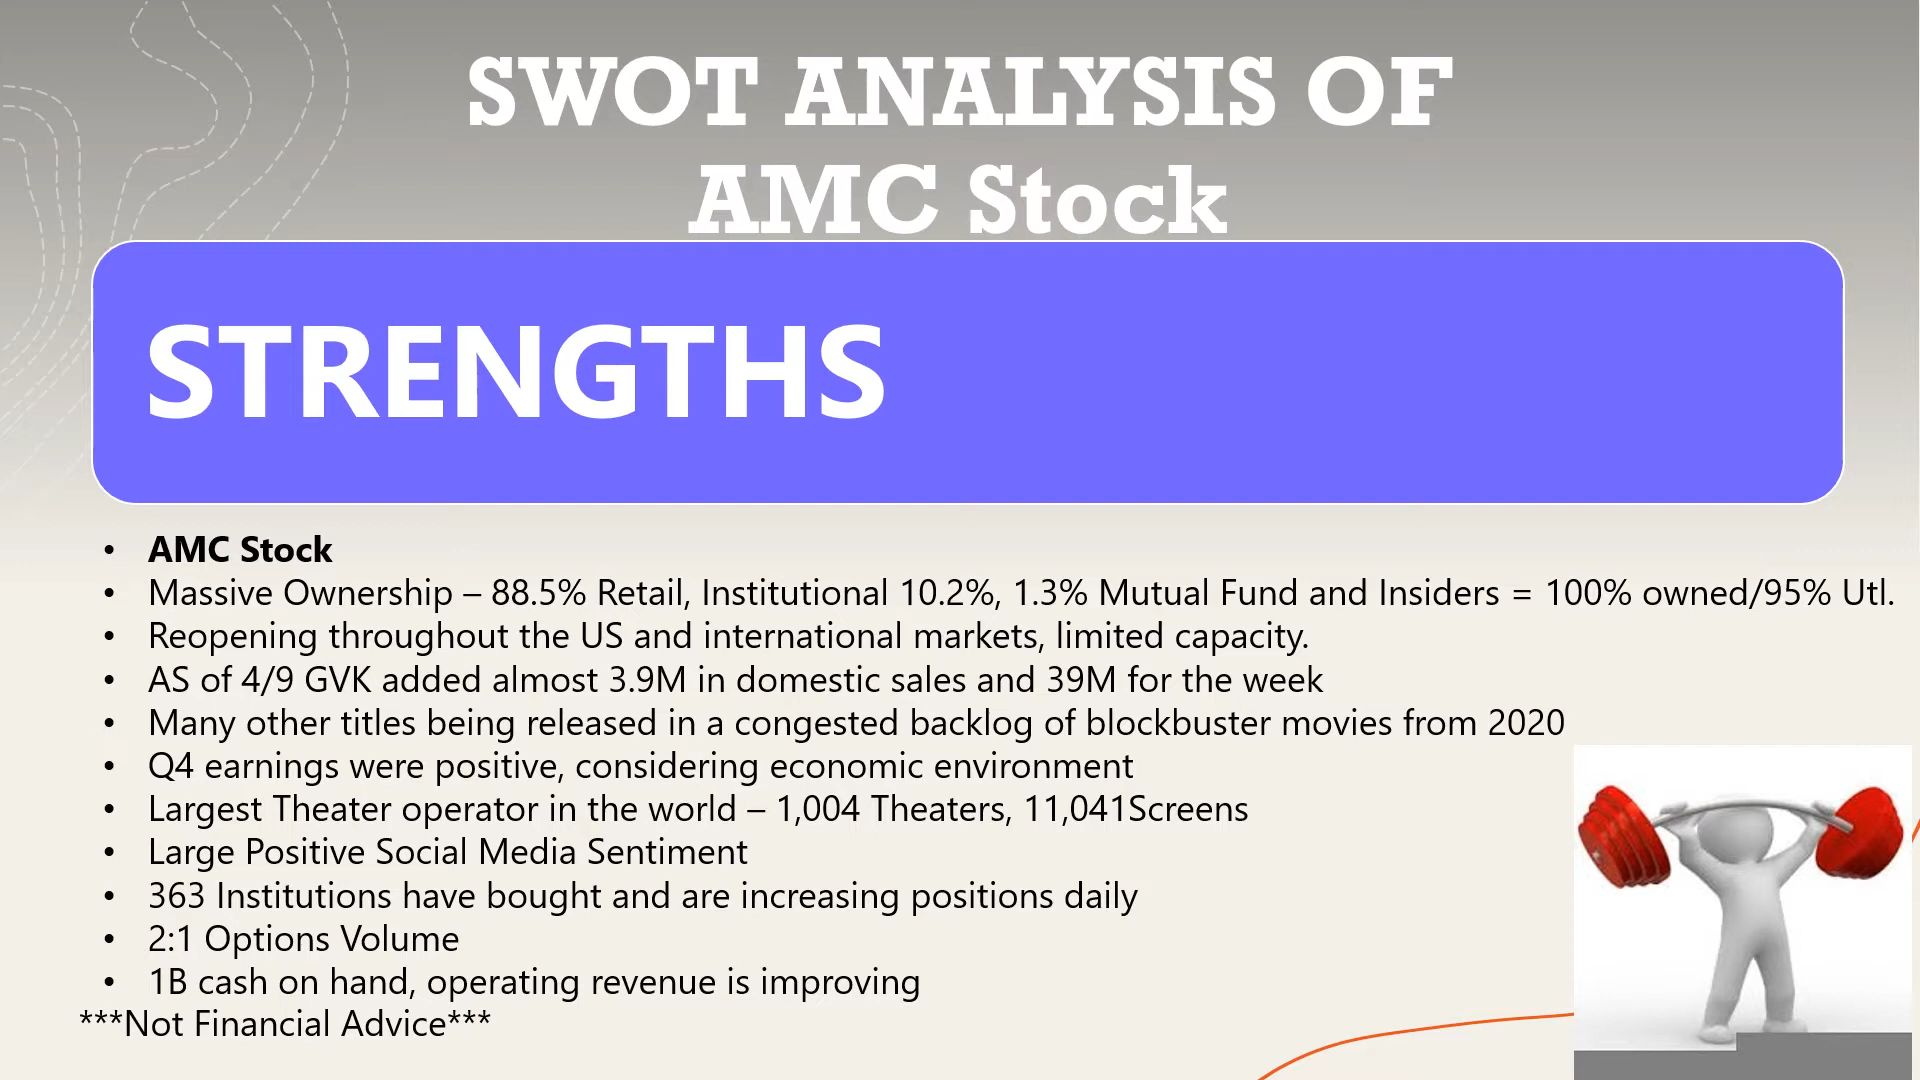 SWOT ANALYSIS OF
AMC Stock
STRENGTHS
• AMC Stock
• Massive Ownership – 88.5% Retail, Institutional 10.2%, 1.3% Mutual Fund and Insiders = 100% owned/95% Utl.
• Reopening throughout the US and international markets, limited capacity.
• AS of 4/9 GVK added almost 3.9M in domestic sales and 39M for the week
• Many other titles being released in a congested backlog of blockbuster movies from 2020
• Q4 earnings were positive, considering economic environment
• Largest Theater operator in the world – 1,004 Theaters, 11,041Screens
• Large Positive Social Media Sentiment
• 363 Institutions have bought and are increasing positions daily
• 2:1 Options Volume
• 1B cash on hand, operating revenue is improving
***Not Financial Advice***